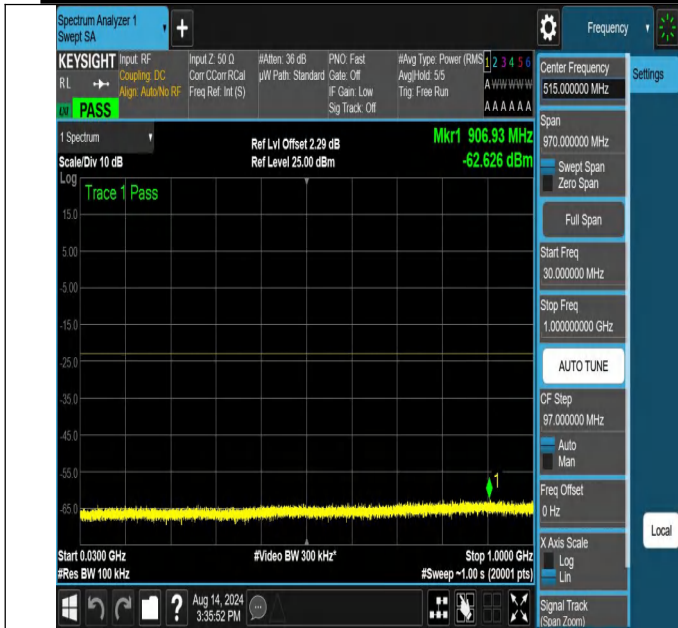 Spectrum Analyzer 1
Swept SA
+
Frequency
KEYSIGHT
RL
LXI
PASS
Input: RF
Coupling: DC
Align: Auto/No RF
Input Z: 50 Ω
Corr CCorr RCal
Freq Ref: Int (S)
#Atten: 36 dB
µW Path: Standard
PNO: Fast
Gate: Off
IF Gain: Low
Sig Track: Off
#Avg Type: Power (RMS
Avg|Hold: 5/5
Trig: Free Run
1 2 3 4 5 6
A W W W W W
A A A A A A
1 Spectrum
Scale/Div 10 dB
Log
Ref Lvl Offset 2.29 dB
Ref Level 25.00 dBm
Mkr1 906.93 MHz
-62.626 dBm
Trace 1 Pass
15.0
5.00
-5.00
-15.0
-25.0
-35.0
-45.0
-55.0
-65.0
1
Start 0.0300 GHz
#Res BW 100 kHz
#Video BW 300 kHz*
Stop 1.0000 GHz
#Sweep ~1.00 s (20001 pts)
?
Aug 14, 2024
3:35:52 PM
Center Frequency
515.000000 MHz
Settings
Span
970.000000 MHz
Swept Span
Zero Span
Full Span
Start Freq
30.000000 MHz
Stop Freq
1.000000000 GHz
AUTO TUNE
CF Step
97.000000 MHz
Auto
Man
Freq Offset
0 Hz
Local
X Axis Scale
Log
Lin
Signal Track
(Span Zoom)